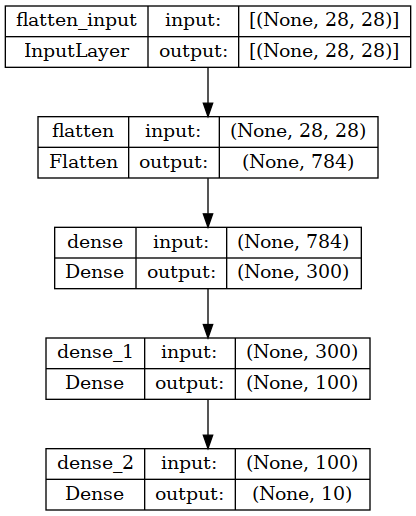 flatten_input input: [(None, 28, 28)]
InputLayer output: [(None, 28, 28)]
flatten input: (None, 28, 28)
Flatten output: (None, 784)
dense input: (None, 784)
Dense output: (None, 300)
dense_1 input: (None, 300)
Dense output: (None, 100)
dense_2 input: (None, 100)
Dense output: (None, 10)